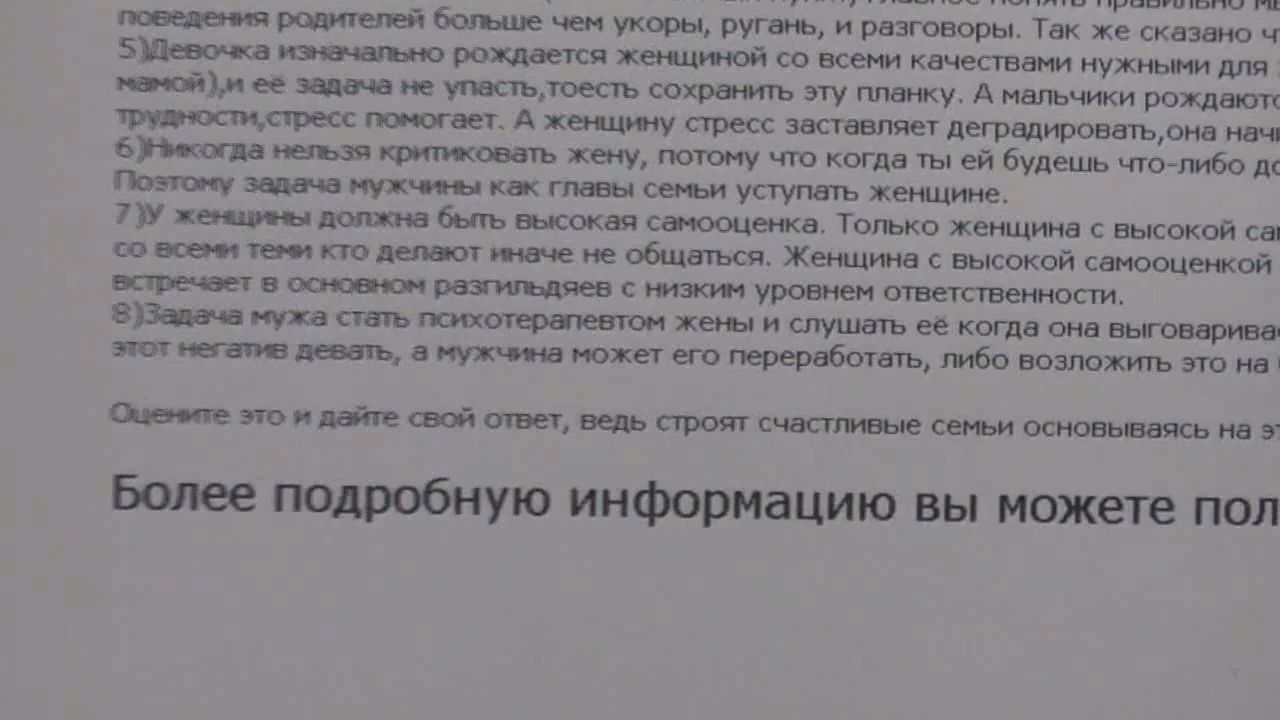 поведения родителей больше чем укоры, ругань, и разговоры. Так же сказано
5)Девочка изначально рождается женщиной со всеми качествами нужными для
мамой),и её задача не упасть,тоесть сохранить эту планку. А мальчики
трудности,стресс помогает. А женщину стресс заставляет деградировать,она
6)Никогда нельзя критиковать жену, потому что когда ты ей будешь что-либо
Поэтому задача мужчины как главы семьи уступать женщине.
7)У женщины должна быть высокая самооценка. Только женщина с высокой
со всеми теми кто делают иначе не общаться. Женщина с высокой самооценкой
встречает в основном разгильдяев с низким уровнем ответственности.
8)Задача мужа стать психотерапевтом жены и слушать её когда она
этот негатив девать, а мужчина может его переработать, либо возложить это на
Оцените это и дайте свой ответ, ведь строят счастливые семьи основываясь на
Более подробную информацию вы можете